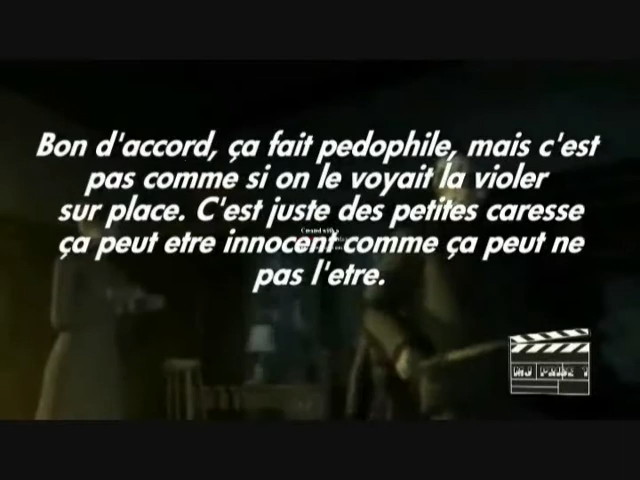 Bon d'accord, ça fait pedophile, mais c'est
pas comme si on le voyait la violer
sur place. C'est juste des petites caresse
ça peut etre innocent comme ça peut ne
pas l'etre.